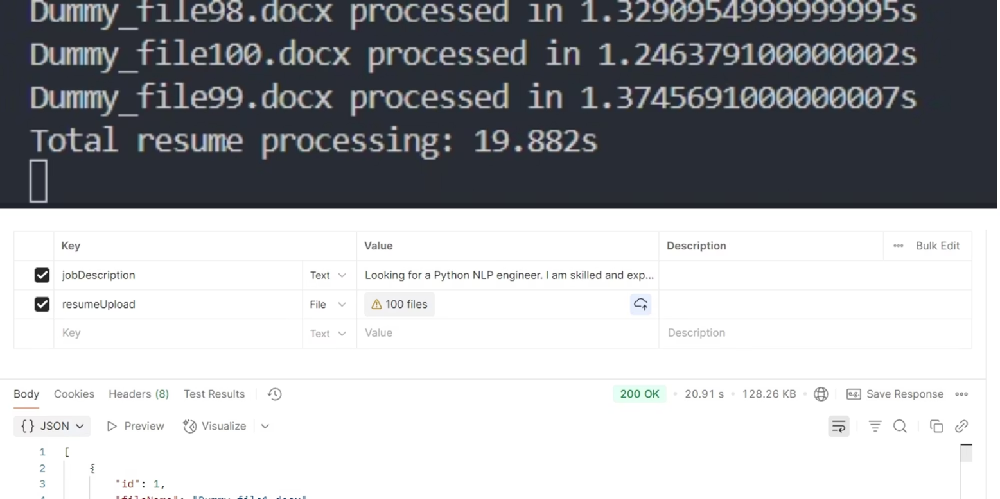 Dummy_file98.docx processed in 1.3290954999999995s
Dummy_file100.docx processed in 1.246379100000002s
Dummy_file99.docx processed in 1.3745691000000007s
Total resume processing: 19.882s
Key Value Description ••• Bulk Edit
jobDescription Text Looking for a Python NLP engineer. I am skilled and exp...
resumeUpload File 100 files
Key Text Value Description
Body Cookies Headers (8) Test Results 200 OK • 20.91 s • 128.26 KB • e.g. Save Response •••
{} JSON Preview Visualize
1 [
2 {
3 "id": 1,
4 "fileName": "Dummy_file1.docx"